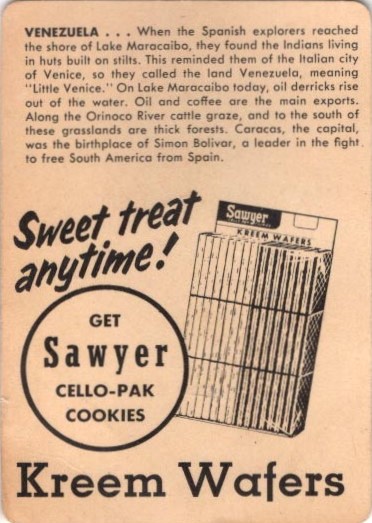 VENEZUELA . . . When the Spanish explorers reached
the shore of Lake Maracaibo, they found the Indians living
in huts built on stilts. This reminded them of the Italian city
of Venice, so they called the land Venezuela, meaning
"Little Venice." On Lake Maracaibo today, oil derricks rise
out of the water. Oil and coffee are the main exports.
Along the Orinoco River cattle graze, and to the south of
these grasslands are thick forests. Caracas, the capital,
was the birthplace of Simon Bolivar, a leader in the fight
to free South America from Spain.
Sweet treat
anytime!
Sawyer
KREEM WAFERS
GET
Sawyer
CELLO-PAK
COOKIES
Kreem Wafers